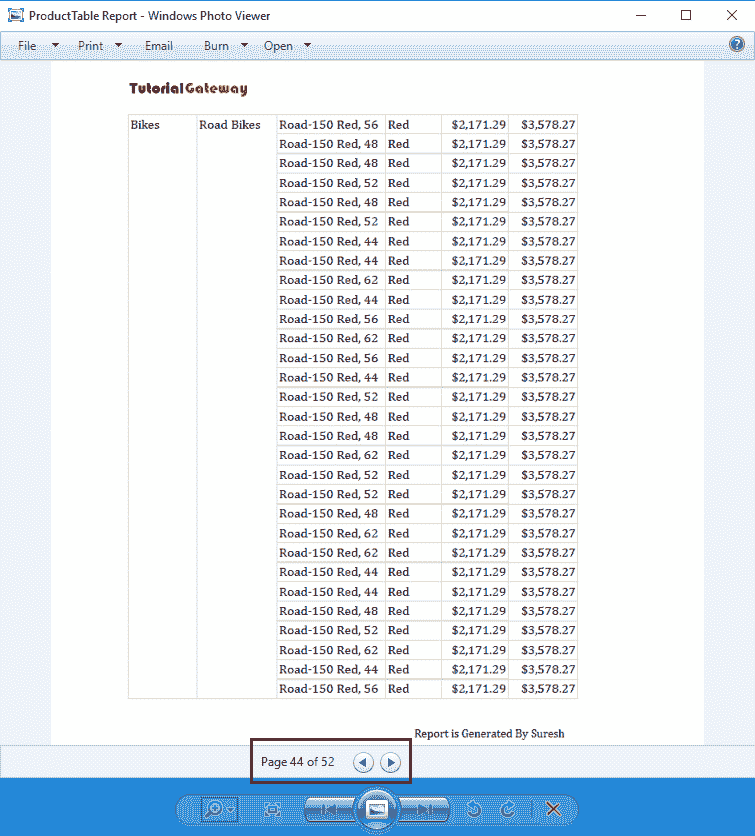 ProductTable Report - Windows Photo Viewer
File Print Email Burn Open
Tutorial Gateway
Bikes Road Bikes Road-150 Red, 56 Red $2,171.29 $3,578.27
Road-150 Red, 48 Red $2,171.29 $3,578.27
Road-150 Red, 48 Red $2,171.29 $3,578.27
Road-150 Red, 52 Red $2,171.29 $3,578.27
Road-150 Red, 48 Red $2,171.29 $3,578.27
Road-150 Red, 52 Red $2,171.29 $3,578.27
Road-150 Red, 44 Red $2,171.29 $3,578.27
Road-150 Red, 44 Red $2,171.29 $3,578.27
Road-150 Red, 62 Red $2,171.29 $3,578.27
Road-150 Red, 44 Red $2,171.29 $3,578.27
Road-150 Red, 56 Red $2,171.29 $3,578.27
Road-150 Red, 62 Red $2,171.29 $3,578.27
Road-150 Red, 56 Red $2,171.29 $3,578.27
Road-150 Red, 44 Red $2,171.29 $3,578.27
Road-150 Red, 52 Red $2,171.29 $3,578.27
Road-150 Red, 48 Red $2,171.29 $3,578.27
Road-150 Red, 48 Red $2,171.29 $3,578.27
Road-150 Red, 62 Red $2,171.29 $3,578.27
Road-150 Red, 52 Red $2,171.29 $3,578.27
Road-150 Red, 52 Red $2,171.29 $3,578.27
Road-150 Red, 48 Red $2,171.29 $3,578.27
Road-150 Red, 62 Red $2,171.29 $3,578.27
Road-150 Red, 62 Red $2,171.29 $3,578.27
Road-150 Red, 44 Red $2,171.29 $3,578.27
Road-150 Red, 44 Red $2,171.29 $3,578.27
Road-150 Red, 48 Red $2,171.29 $3,578.27
Road-150 Red, 52 Red $2,171.29 $3,578.27
Road-150 Red, 62 Red $2,171.29 $3,578.27
Road-150 Red, 44 Red $2,171.29 $3,578.27
Road-150 Red, 56 Red $2,171.29 $3,578.27
Report is Generated By Suresh
Page 44 of 52